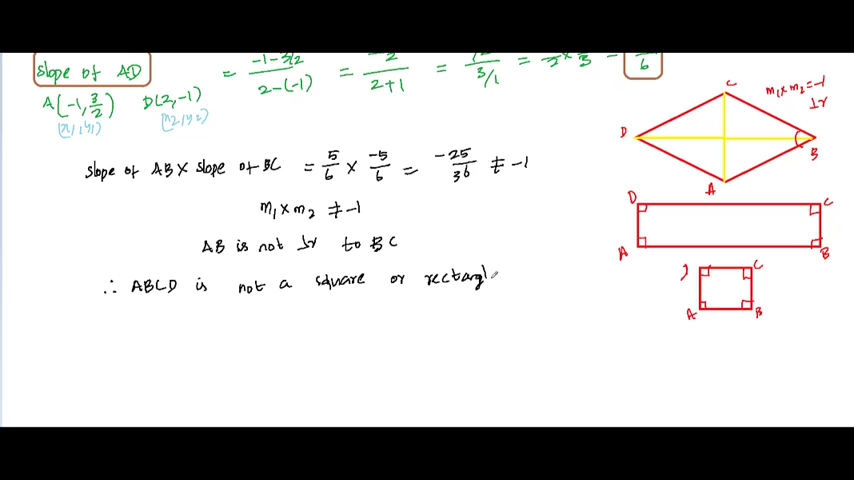 slope of AD = -1-3/2 / 2-(-1) = / 2+1 = / 3/1 = / 6
A(-1, 3/2) D(2,-1)
(x1,y1) (x2,y2)
slope of AB x slope of BC = 5/6 x -5/6 = -25/36 ≠ -1
m1 x m2 ≠ -1
AB is not ⊥r to BC
∴ ABCD is not a square or rectangl
C
m1 x m2 = -1
⊥r
D
B
A
D C
A B
C
A B